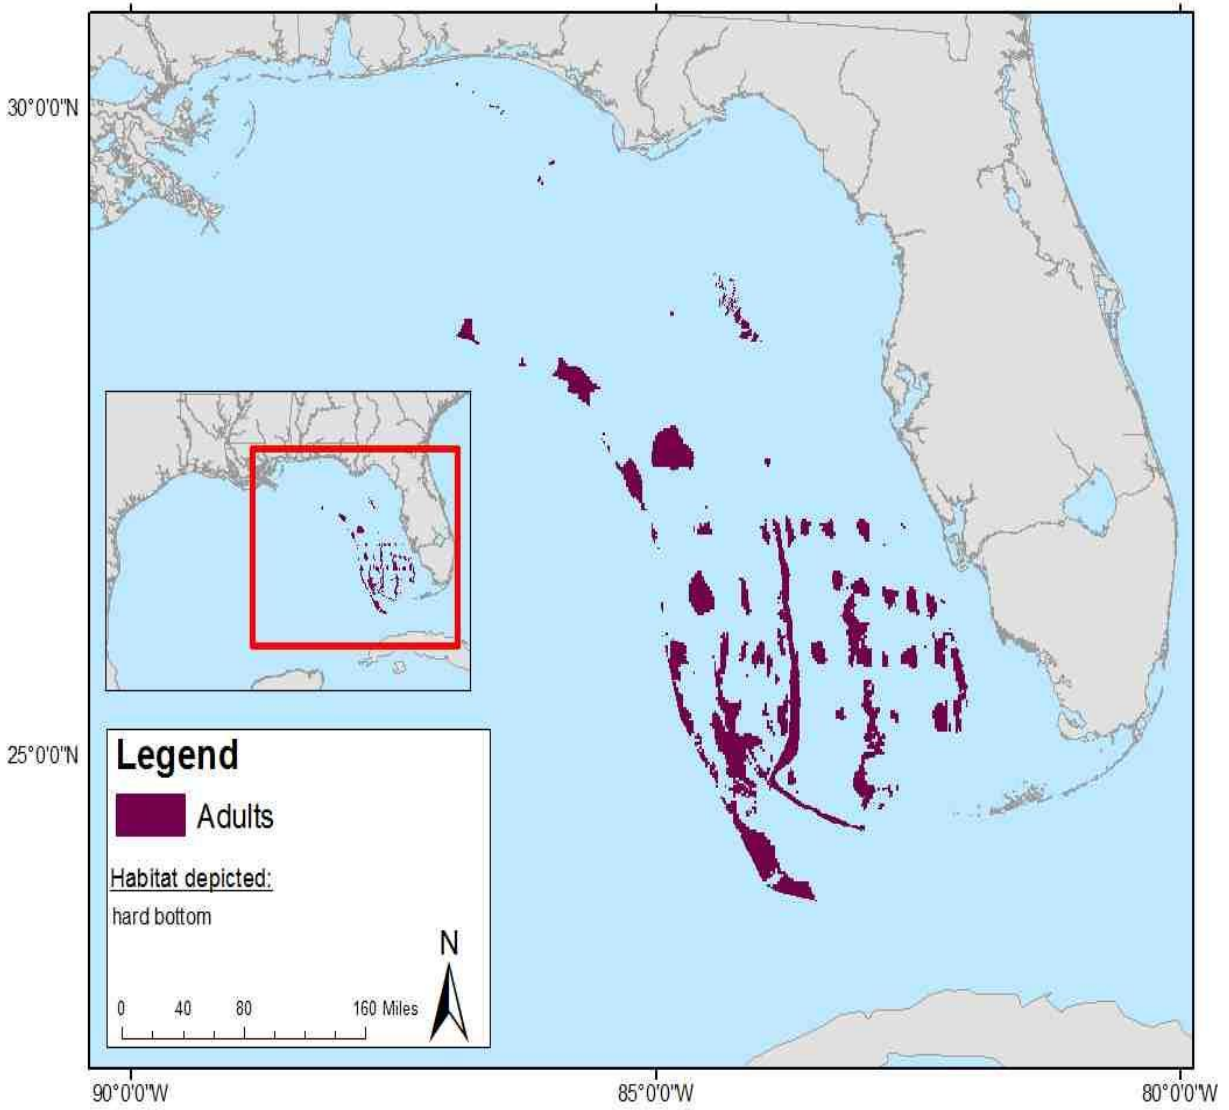 30°0'0"N
25°0'0"N
Legend
Adults
Habitat depicted:
hard bottom
N
0 40 80 160 Miles
90°0'0"W 85°0'0"W 80°0'0"W